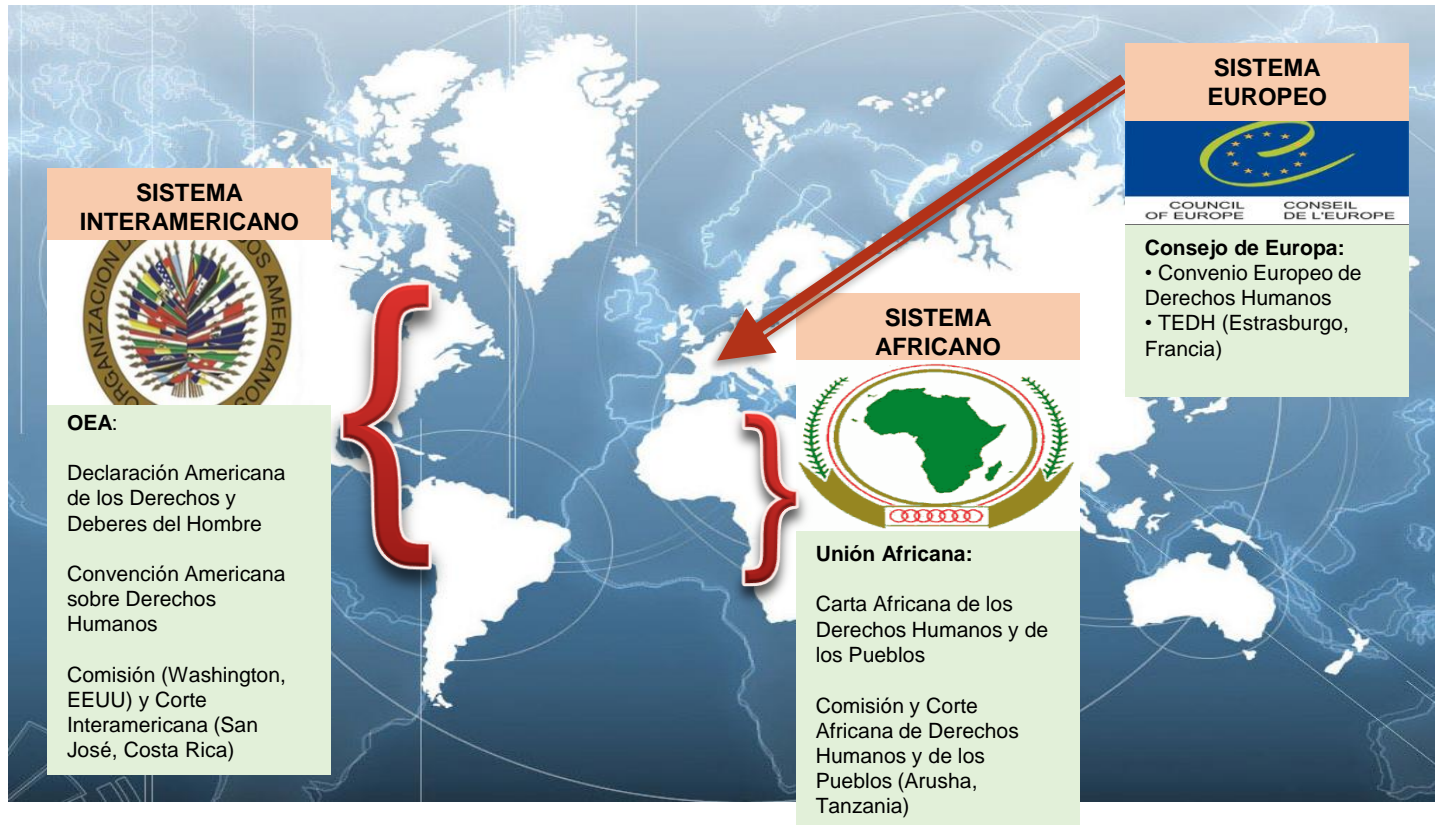 SISTEMA
INTERAMERICANO
ORGANIZACION D
OS AMERICANOS
OEA:
Declaración Americana
de los Derechos y
Deberes del Hombre
Convención Americana
sobre Derechos
Humanos
Comisión (Washington,
EEUU) y Corte
Interamericana (San
José, Costa Rica)
SISTEMA
AFRICANO
Unión Africana:
Carta Africana de los
Derechos Humanos y de
los Pueblos
Comisión y Corte
Africana de Derechos
Humanos y de los
Pueblos (Arusha,
Tanzania)
SISTEMA
EUROPEO
COUNCIL CONSEIL
OF EUROPE DE L'EUROPE
Consejo de Europa:
• Convenio Europeo de
Derechos Humanos
• TEDH (Estrasburgo,
Francia)